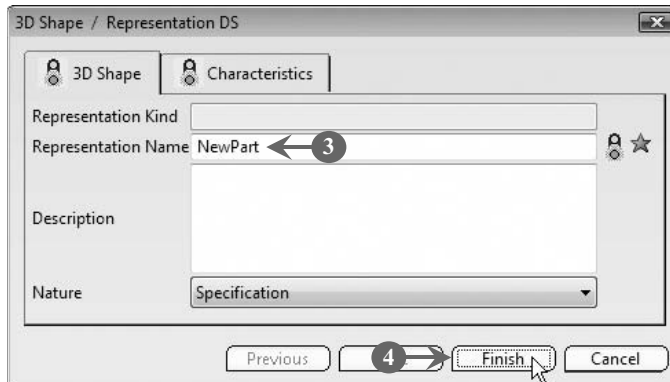 3D Shape / Representation DS
3D Shape
Characteristics
Representation Kind
Representation Name NewPart 3
Description
Nature Specification
Previous 4 Finish Cancel